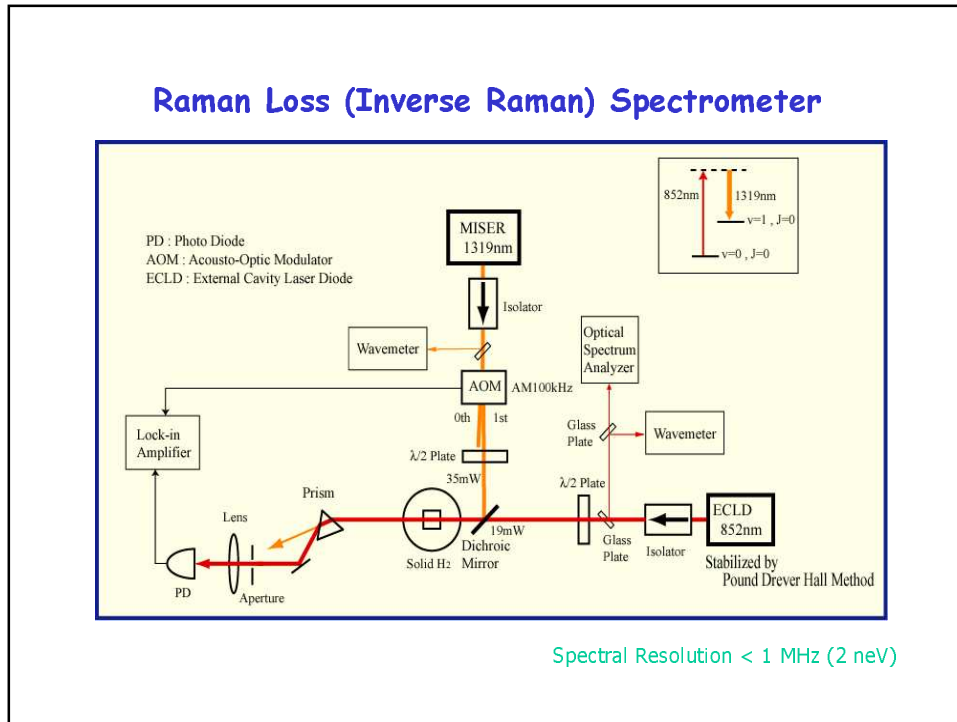 Raman Loss (Inverse Raman) Spectrometer
PD : Photo Diode
AOM : Acousto-Optic Modulator
ECLD : External Cavity Laser Diode
MISER
1319nm
852nm
1319nm
v=1 , J=0
v=0 , J=0
Isolator
Wavemeter
Optical
Spectrum
Analyzer
AOM
AM100kHz
0th
1st
Glass
Plate
Wavemeter
Lock-in
Amplifier
λ/2 Plate
35mW
λ/2 Plate
Prism
Lens
ECLD
852nm
19mW
Dichroic
Mirror
Glass
Plate
Isolator
Solid H2
Stabilized by
Pound Drever Hall Method
PD
Aperture
Spectral Resolution < 1 MHz (2 neV)